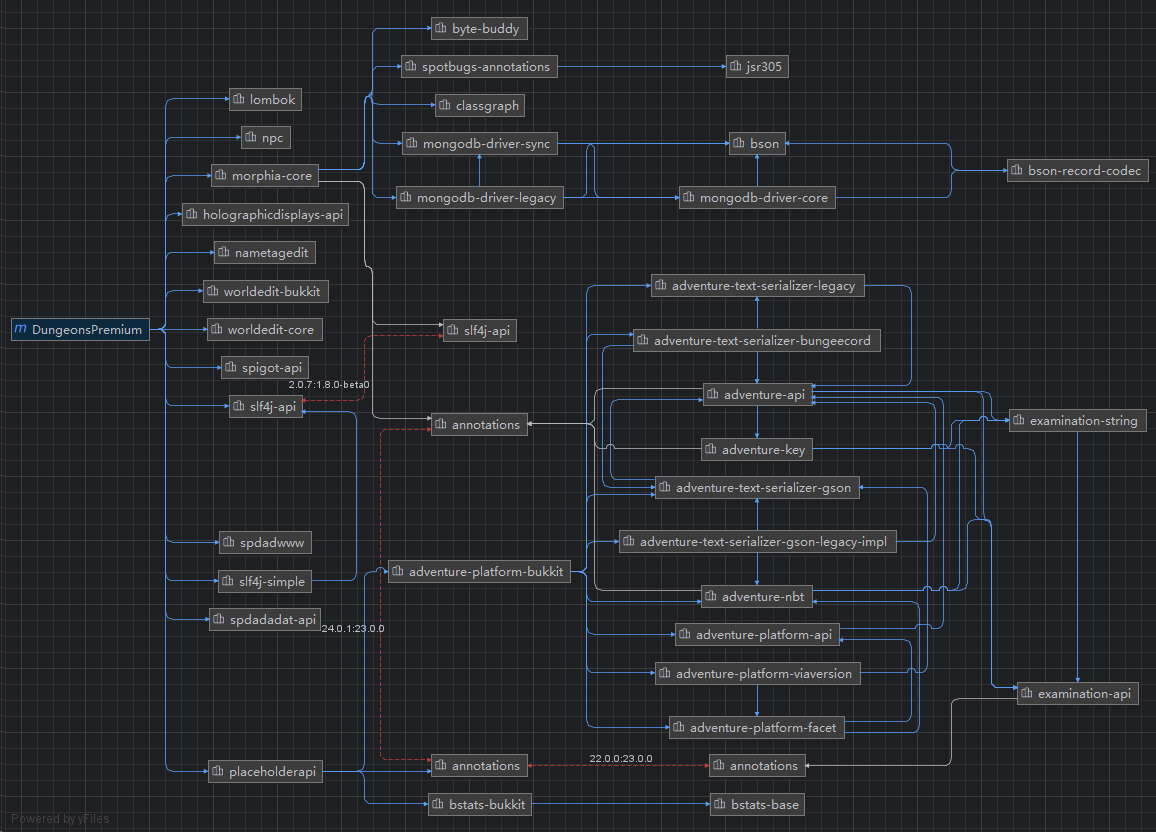 byte-buddy
spotbugs-annotations
jsr305
lombok
classgraph
npc
mongodb-driver-sync
bson
morphia-core
bson-record-codec
mongodb-driver-legacy
mongodb-driver-core
holographicdisplays-api
nametagedit
worldedit-bukkit
adventure-text-serializer-legacy
m DungeonsPremium
worldedit-core
slf4j-api
adventure-text-serializer-bungeecord
spigot-api
2.0.7:1.8.0-beta0
adventure-api
slf4j-api
annotations
examination-string
adventure-key
adventure-text-serializer-gson
spdadwww
adventure-text-serializer-gson-legacy-impl
slf4j-simple
adventure-platform-bukkit
adventure-nbt
spdadadat-api
24.0.1:23.0.0
adventure-platform-api
adventure-platform-viaversion
examination-api
adventure-platform-facet
placeholderapi
annotations
22.0.0:23.0.0
annotations
bstats-bukkit
bstats-base
Powered by yFiles